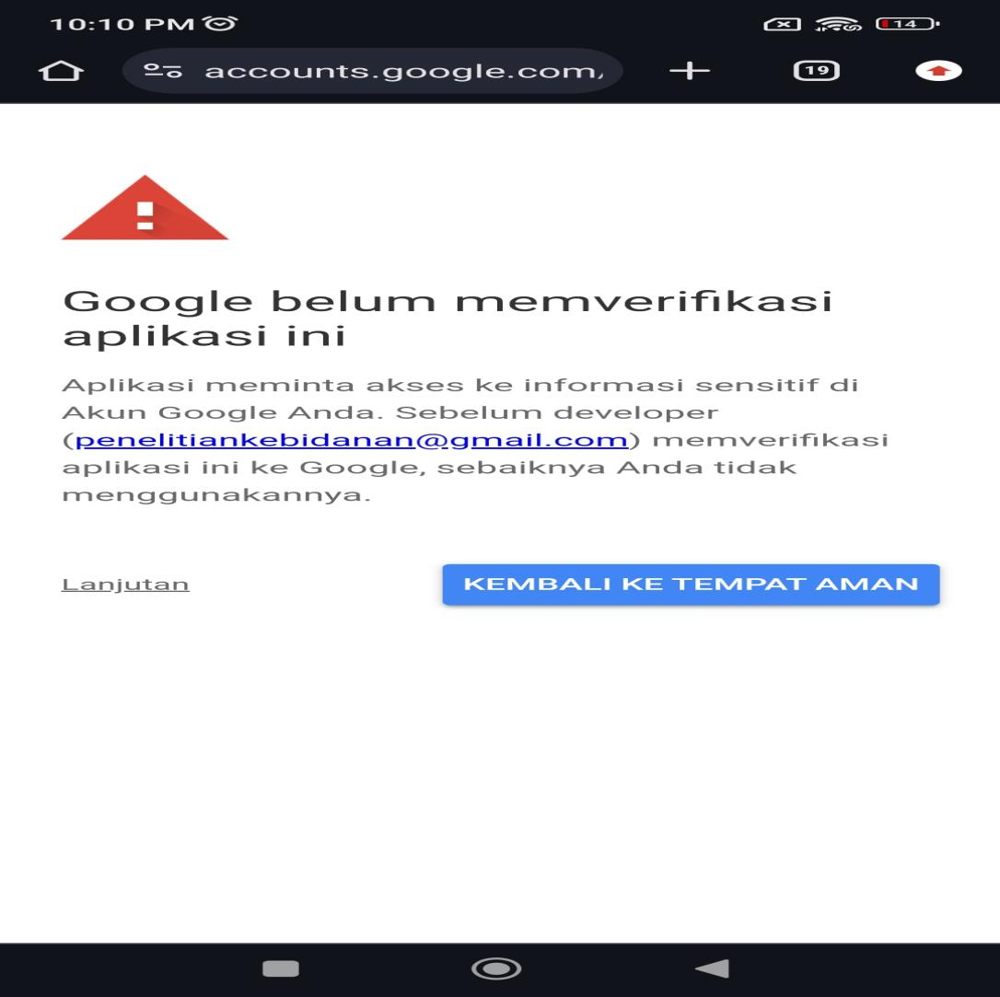 10:10 PM
14
accounts.google.com/
19
Google belum memverifikasi
aplikasi ini
Aplikasi meminta akses ke informasi sensitif di
Akun Google Anda. Sebelum developer
(penelitiankebidanan@gmail.com) memverifikasi
aplikasi ini ke Google, sebaiknya Anda tidak
menggunakannya.
Lanjutan
KEMBALI KE TEMPAT AMAN